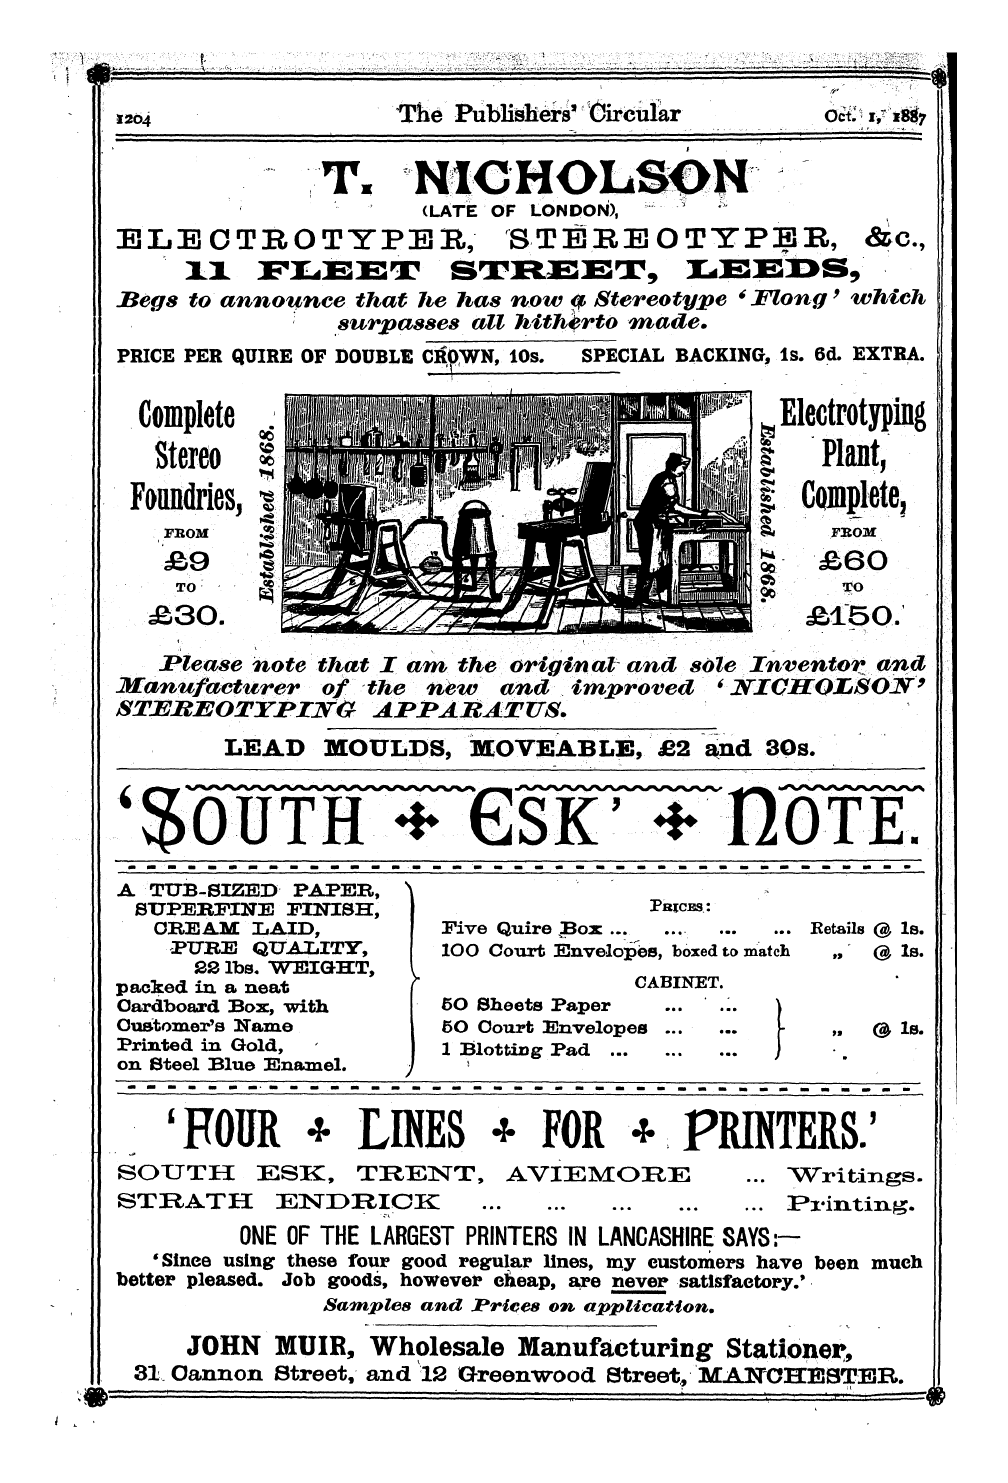 1204 The Publishers' Circular Oct. 1, 1887
T. NICHOLSON
(LATE OF LONDON),
ELECTROTYPER, STEREOTYPER, &c.,
11 FLEET STREET, LEEDS,
Begs to announce that he has now a Stereotype 'Flong' which
surpasses all hitherto made.
PRICE PER QUIRE OF DOUBLE CROWN, 10s. SPECIAL BACKING, 1s. 6d. EXTRA.
Complete
Stereo
Foundries,
FROM
£9
TO
£30.
Established 1868.
Established 1868.
Electrotyping
Plant,
Complete,
FROM
£60
TO
£150.
Please note that I am the original and sole Inventor and
Manufacturer of the new and improved 'NICHOLSON'
STEREOTYPING APPARATUS.
LEAD MOULDS, MOVEABLE, £2 and 30s.
'SOUTH ESK' NOTE.
A TUB-SIZED PAPER,
SUPERFINE FINISH,
CREAM LAID,
PURE QUALITY,
22 lbs. WEIGHT,
packed in a neat
Cardboard Box, with
Customer's Name
Printed in Gold,
on Steel Blue Enamel.
PRICES:
Five Quire Box ... ... ... ... Retails @ 1s.
100 Court Envelopes, boxed to match „ @ 1s.
CABINET.
50 Sheets Paper ... ...
50 Court Envelopes ... ... „ @ 1s.
1 Blotting Pad ... ... ...
'FOUR LINES FOR PRINTERS.'
SOUTH ESK, TRENT, AVIEMORE ... Writings.
STRATH ENDRICK ... ... ... ... ... Printing.
ONE OF THE LARGEST PRINTERS IN LANCASHIRE SAYS:—
'Since using these four good regular lines, my customers have been much
better pleased. Job goods, however cheap, are never satisfactory.'
Samples and Prices on application.
JOHN MUIR, Wholesale Manufacturing Stationer,
31 Cannon Street, and 12 Greenwood Street, MANCHESTER.